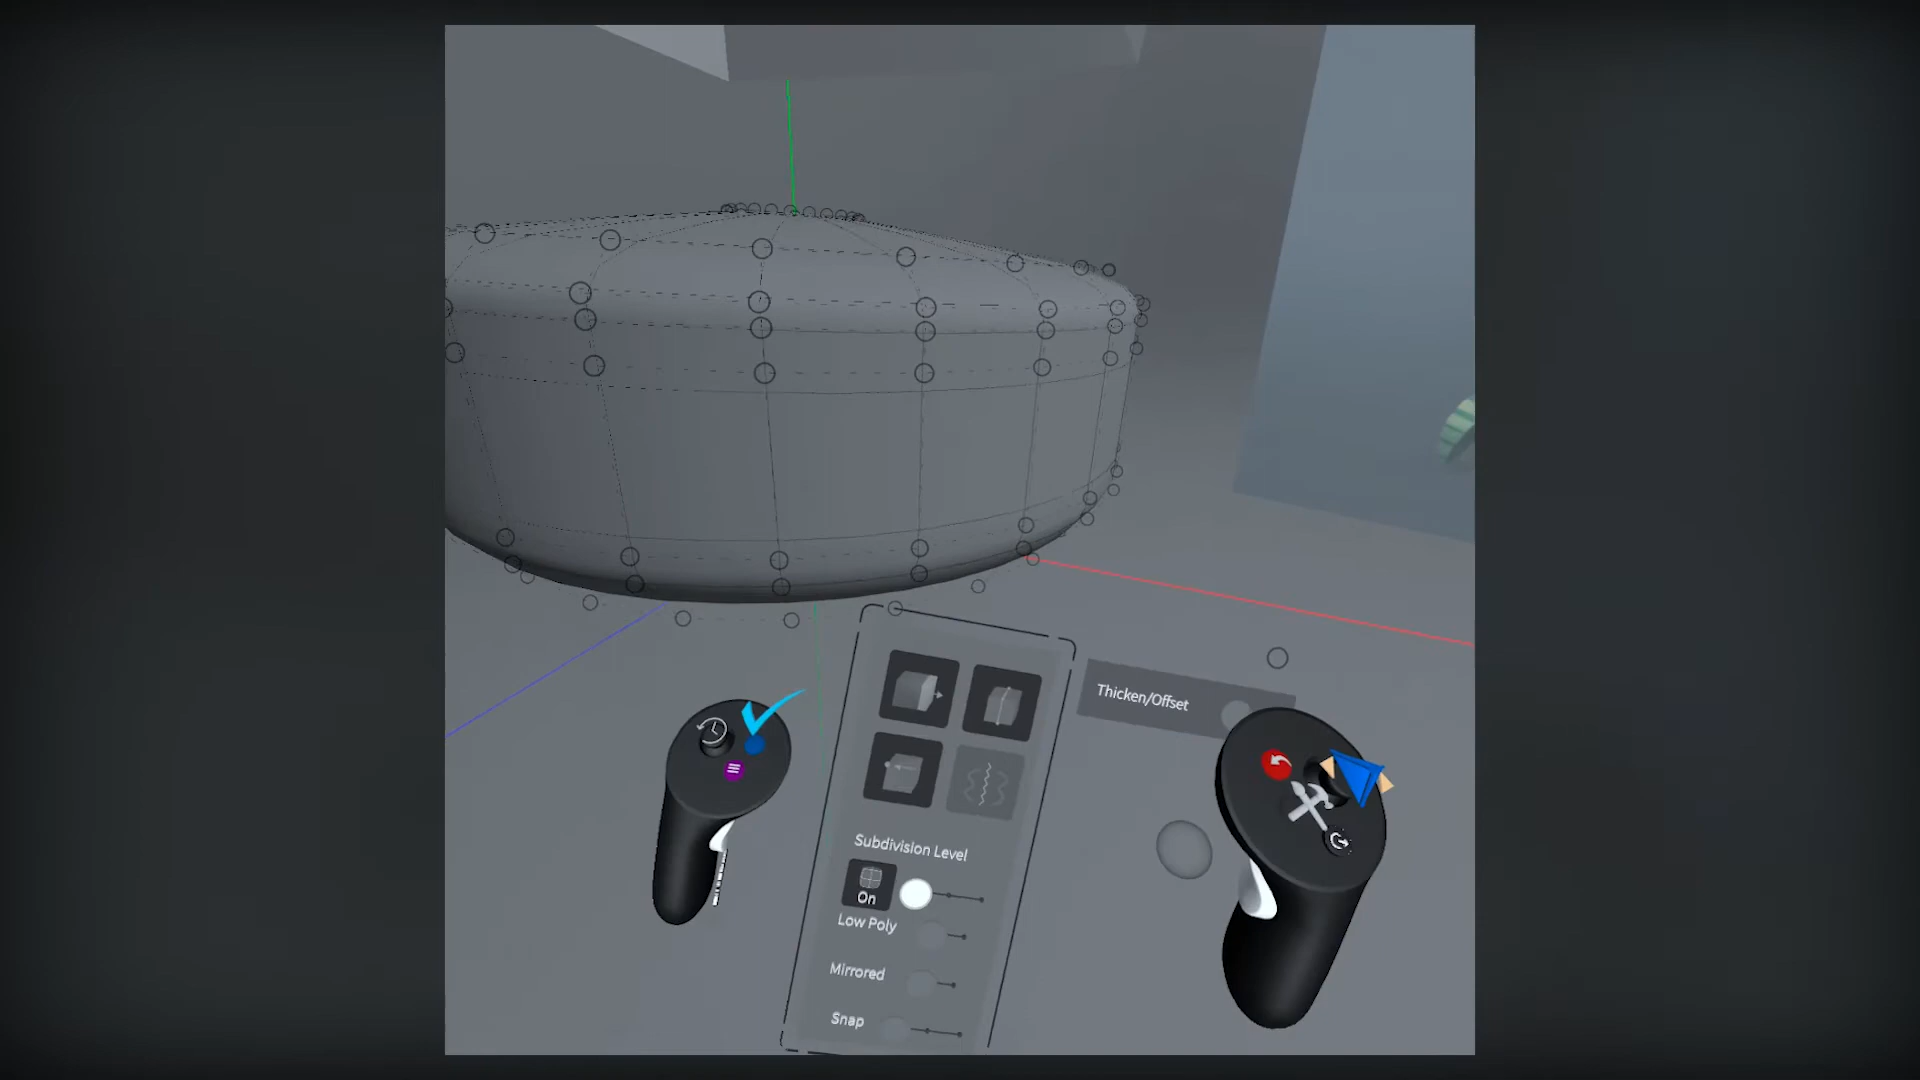 Thicken/Offset
Subdivision Level
On
Low Poly
Mirrored
Snap